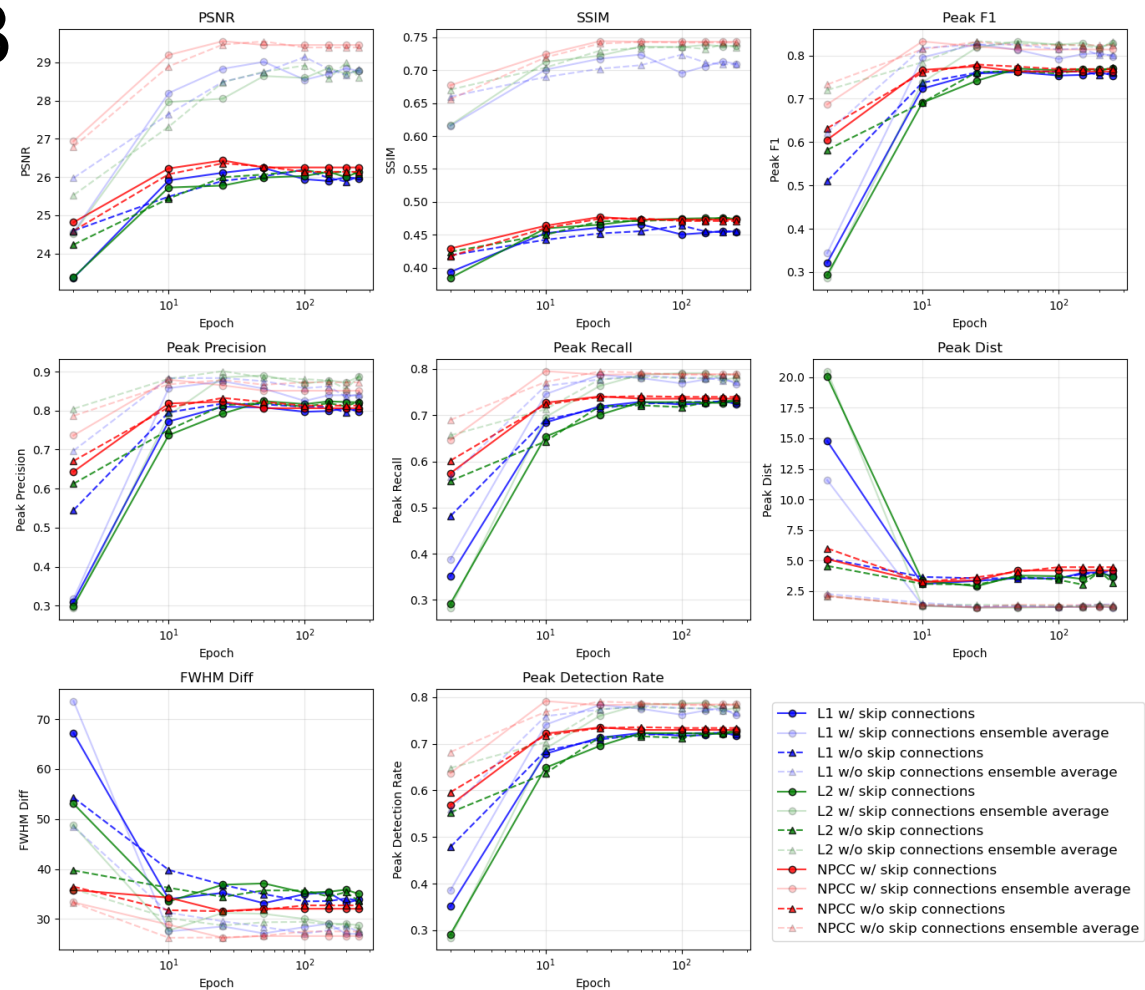 B
PSNR
PSNR
29
28
27
26
25
24
10¹
10²
Epoch
SSIM
SSIM
0.75
0.70
0.65
0.60
0.55
0.50
0.45
0.40
10¹
10²
Epoch
Peak F1
Peak F1
0.8
0.7
0.6
0.5
0.4
0.3
10¹
10²
Epoch
Peak Precision
Peak Precision
0.9
0.8
0.7
0.6
0.5
0.4
0.3
10¹
10²
Epoch
Peak Recall
Peak Recall
0.8
0.7
0.6
0.5
0.4
0.3
10¹
10²
Epoch
Peak Dist
Peak Dist
20.0
17.5
15.0
12.5
10.0
7.5
5.0
2.5
10¹
10²
Epoch
FWHM Diff
FWHM Diff
70
60
50
40
30
10¹
10²
Epoch
Peak Detection Rate
Peak Detection Rate
0.8
0.7
0.6
0.5
0.4
0.3
10¹
10²
Epoch
L1 w/ skip connections
L1 w/ skip connections ensemble average
L1 w/o skip connections
L1 w/o skip connections ensemble average
L2 w/ skip connections
L2 w/ skip connections ensemble average
L2 w/o skip connections
L2 w/o skip connections ensemble average
NPCC w/ skip connections
NPCC w/ skip connections ensemble average
NPCC w/o skip connections
NPCC w/o skip connections ensemble average